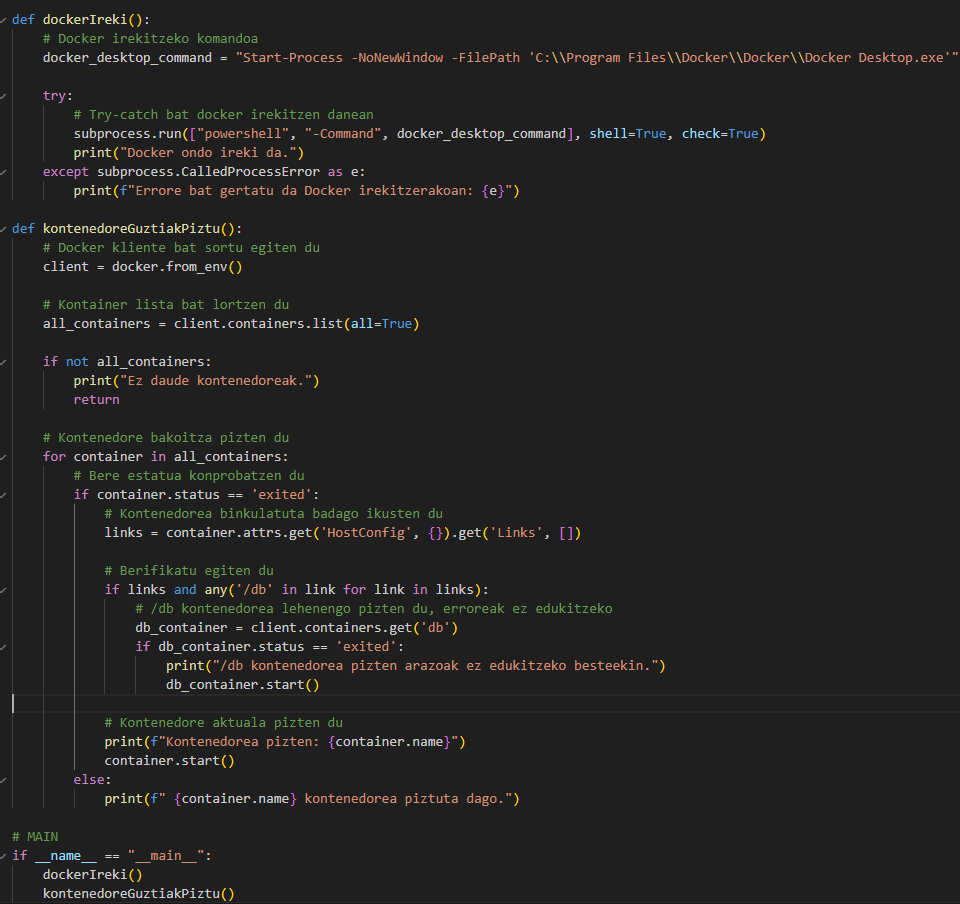 def dockerIreki():
    # Docker irekitzeko komandoa
    docker_desktop_command = "Start-Process -NoNewWindow -FilePath 'C:\\Program Files\\Docker\\Docker\\Docker Desktop.exe'"

    try:
        # Try-catch bat docker irekitzen danean
        subprocess.run(["powershell", "-Command", docker_desktop_command], shell=True, check=True)
        print("Docker ondo ireki da.")
    except subprocess.CalledProcessError as e:
        print(f"Errore bat gertatu da Docker irekitzerakoan: {e}")

def kontenedoreGuztiakPiztu():
    # Docker kliente bat sortu egiten du
    client = docker.from_env()

    # Kontainer lista bat lortzen du
    all_containers = client.containers.list(all=True)

    if not all_containers:
        print("Ez daude kontenedoreak.")
        return

    # Kontenedore bakoitza pizten du
    for container in all_containers:
        # Bere estatua konprobatzen du
        if container.status == 'exited':
            # Kontenedorea binkulatuta badago ikusten du
            links = container.attrs.get('HostConfig', {}).get('Links', [])

            # Berifikatu egiten du
            if links and any('/db' in link for link in links):
                # /db kontenedorea lehenengo pizten du, erroreak ez edukitzeko
                db_container = client.containers.get('db')
                if db_container.status == 'exited':
                    print("/db kontenedorea pizten arazoak ez edukitzeko besteekin.")
                    db_container.start()

            # Kontenedore aktuala pizten du
            print(f"Kontenedorea pizten: {container.name}")
            container.start()
        else:
            print(f" {container.name} kontenedorea piztuta dago.")

# MAIN
if __name__ == "__main__":
    dockerIreki()
    kontenedoreGuztiakPiztu()